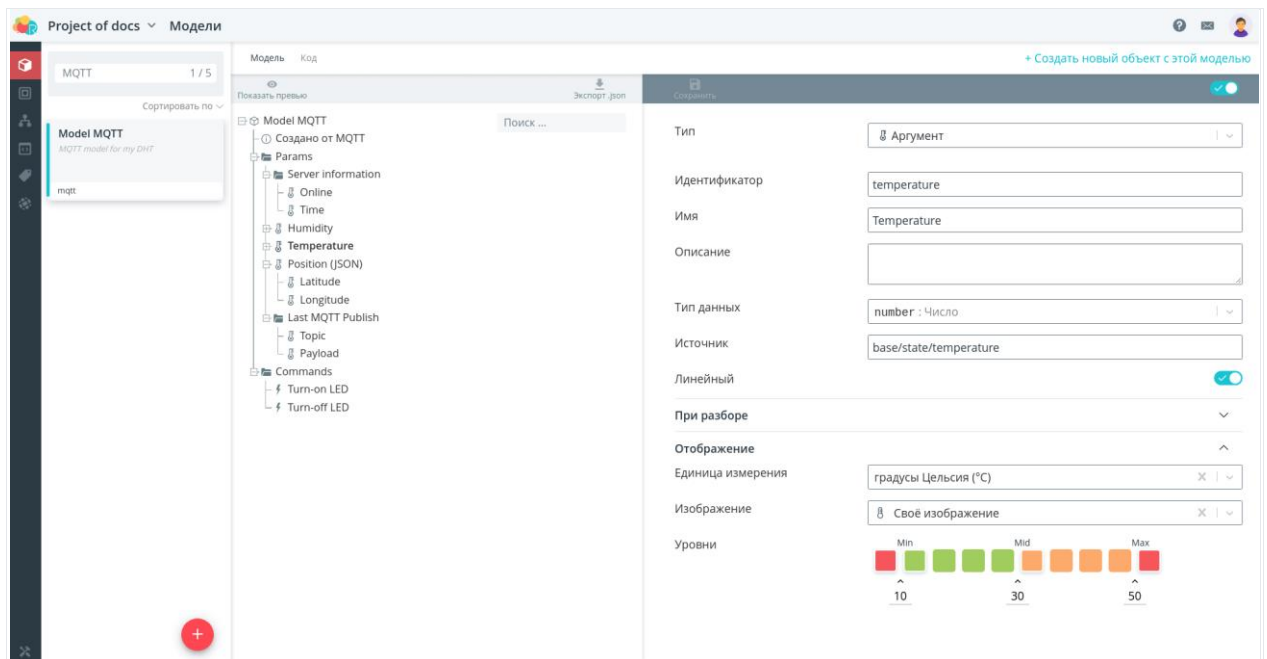 Project of docs Модели
MQTT 1 / 5
Сортировать по
Model MQTT
MQTT model for my DHT
mqtt
Модель Код
+ Создать новый объект с этой моделью
Показать превью
Экспорт .json
Сохранить
Поиск ...
Model MQTT
Создано от MQTT
Params
Server information
Online
Time
Humidity
Temperature
Position (JSON)
Latitude
Longitude
Last MQTT Publish
Topic
Payload
Commands
Turn-on LED
Turn-off LED
Тип Аргумент
Идентификатор temperature
Имя Temperature
Описание
Тип данных number : Число
Источник base/state/temperature
Линейный
При разборе
Отображение
Единица измерения градусы Цельсия (°C)
Изображение Своё изображение
Уровни Min Mid Max
10 30 50